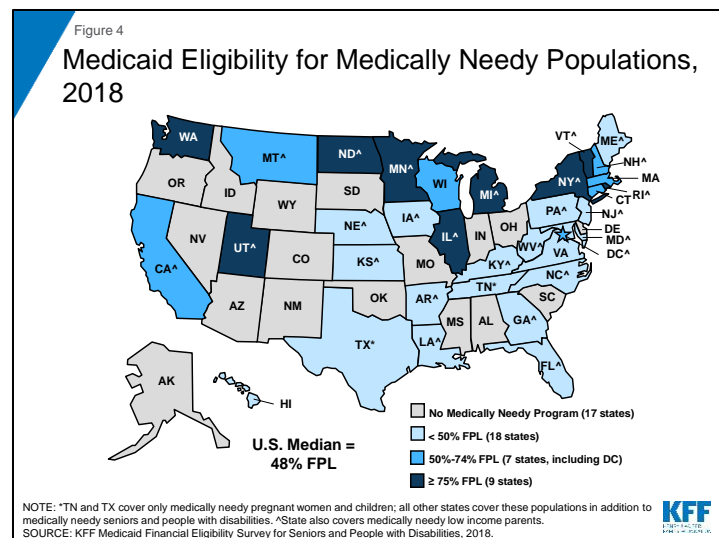 Figure 4
Medicaid Eligibility for Medically Needy Populations,
2018
WA
MT^
ND^
MN^
VT^
ME^
NH^
MA
RI^
CT
NY^
OR
ID
WY
SD
WI
MI^
PA^
NJ^
DE
MD^
DC^
NV
UT^
CO
NE^
IA^
IL^
IN
OH
WV^
VA
CA^
KS^
MO
KY^
NC^
TN*
AZ
NM
OK
AR^
SC
MS
AL
GA^
TX*
LA^
FL^
AK
HI
U.S. Median =
48% FPL
No Medically Needy Program (17 states)
< 50% FPL (18 states)
50%-74% FPL (7 states, including DC)
≥ 75% FPL (9 states)
NOTE: *TN and TX cover only medically needy pregnant women and children; all other states cover these populations in addition to
medically needy seniors and people with disabilities. ^State also covers medically needy low income parents.
SOURCE: KFF Medicaid Financial Eligibility Survey for Seniors and People with Disabilities, 2018.
KFF
HENRY J KAISER
FAMILY FOUNDATION